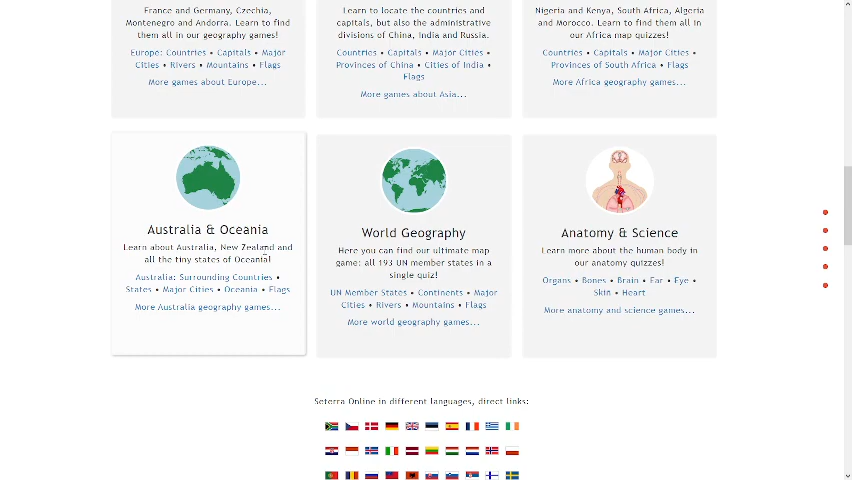 France and Germany, Czechia,
Montenegro and Andorra. Learn to find
them all in our geography games!
Europe: Countries • Capitals • Major
Cities • Rivers • Mountains • Flags
More games about Europe...
Learn to locate the countries and
capitals, but also the administrative
divisions of China, India and Russia.
Countries • Capitals • Major Cities •
Provinces of China • Cities of India •
Flags
More games about Asia...
Nigeria and Kenya, South Africa, Algeria
and Morocco. Learn to find them all in
our Africa map quizzes!
Countries • Capitals • Major Cities •
Provinces of South Africa • Flags
More Africa geography games...
Australia & Oceania
Learn about Australia, New Zealand and
all the tiny states of Oceania!
Australia: Surrounding Countries •
States • Major Cities • Oceania • Flags
More Australia geography games...
World Geography
Here you can find our ultimate map
game: all 193 UN member states in a
single quiz!
UN Member States • Continents • Major
Cities • Rivers • Mountains • Flags
More world geography games...
Anatomy & Science
Learn more about the human body in
our anatomy quizzes!
Organs • Bones • Brain • Ear • Eye •
Skin • Heart
More anatomy and science games...
Seterra Online in different languages, direct links: